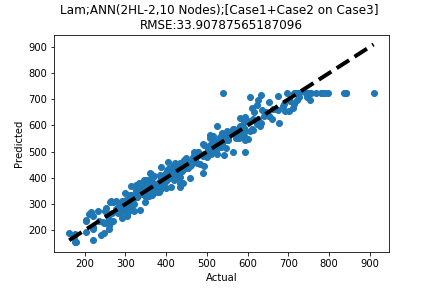 Lam;ANN(2HL-2,10 Nodes);[Case1+Case2 on Case3]
RMSE:33.90787565187096
900
800
700
600
500
400
300
200
Predicted
200 300 400 500 600 700 800 900
Actual